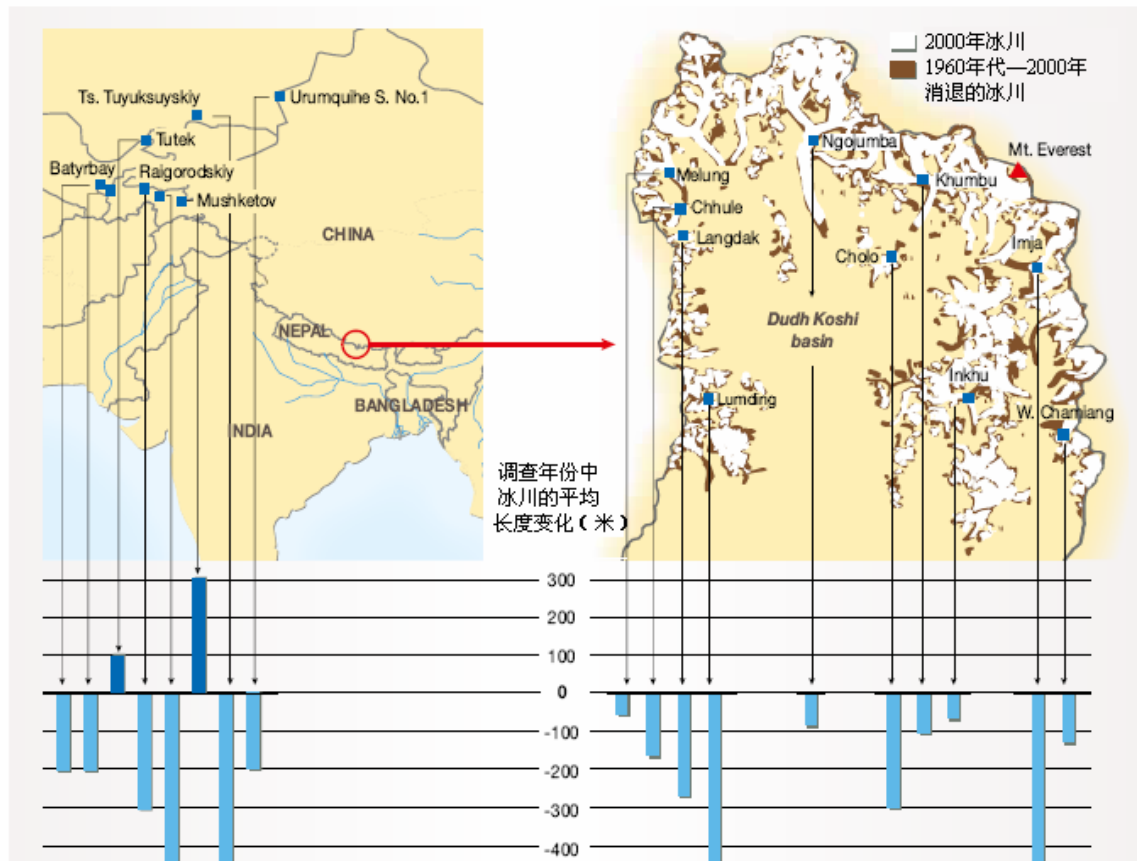 Ts. Tuyuksuyskiy
Urumquihe S. No.1
Tutek
Batyrbay
Raigorodskiy
Mushketov
CHINA
NEPAL
BANGLADESH
INDIA
2000年冰川
1960年代—2000年
消退的冰川
Mt. Everest
Ngojumba
Melung
Khumbu
Chhule
Langdak
Cholo
Imja
Dudh Koshi
basin
Inkhu
Lumding
W. Chamjang
调查年份中
冰川的平均
长度变化（米）
300
200
100
0
-100
-200
-300
-400